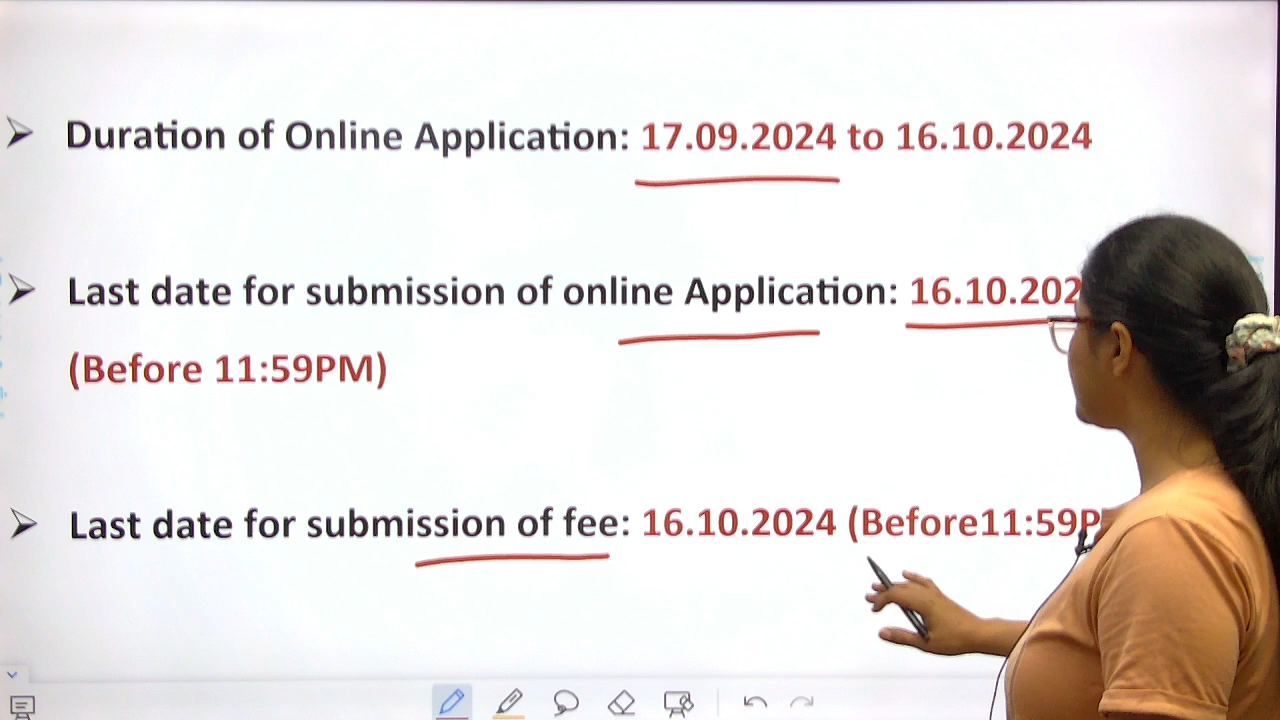 Duration of Online Application: 17.09.2024 to 16.10.2024
Last date for submission of online Application: 16.10.202
(Before 11:59PM)
Last date for submission of fee: 16.10.2024 (Before11:59P